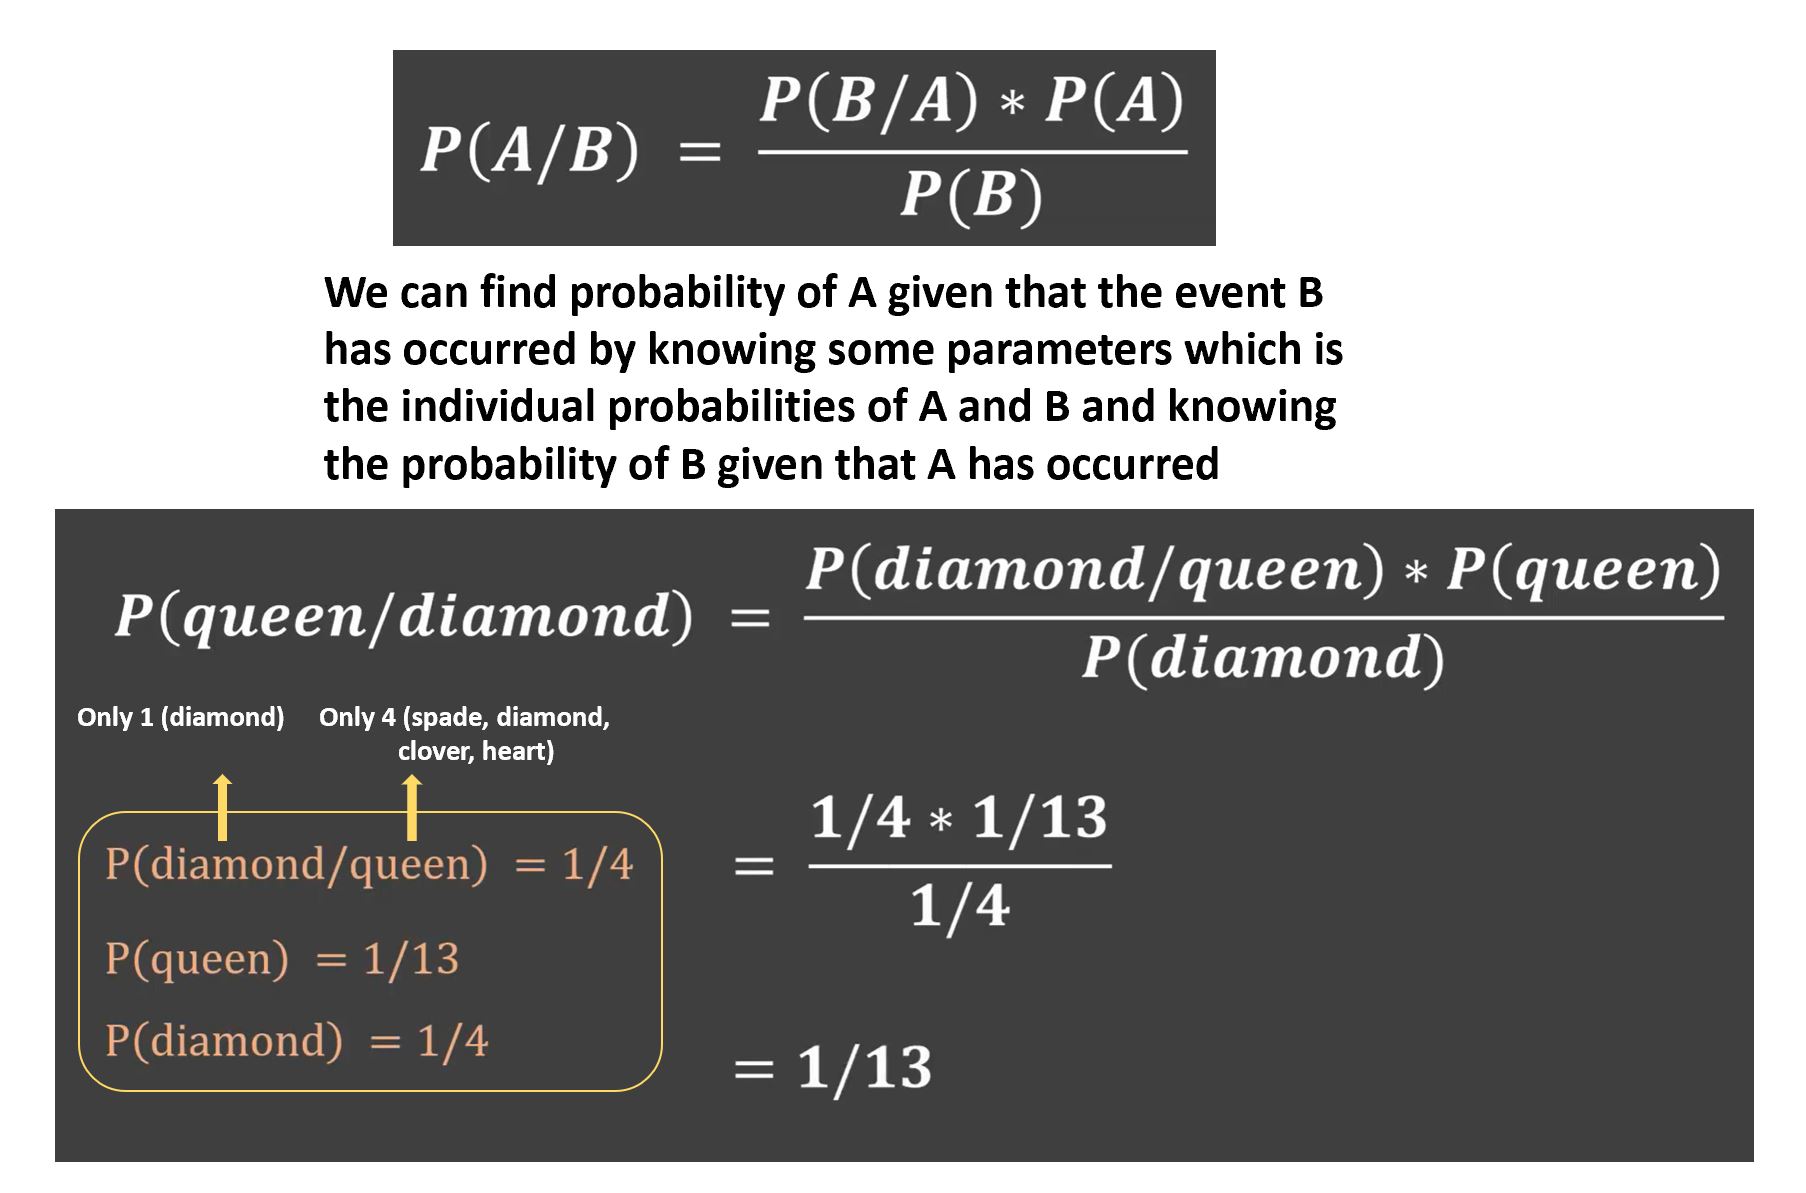 P(A/B) = P(B/A) * P(A)
P(B)
We can find probability of A given that the event B
has occurred by knowing some parameters which is
the individual probabilities of A and B and knowing
the probability of B given that A has occurred
P(queen/diamond) = P(diamond/queen) * P(queen)
P(diamond)
Only 1 (diamond)
Only 4 (spade, diamond,
clover, heart)
P(diamond/queen) = 1/4
P(queen) = 1/13
P(diamond) = 1/4
= 1/4 * 1/13
1/4
= 1/13